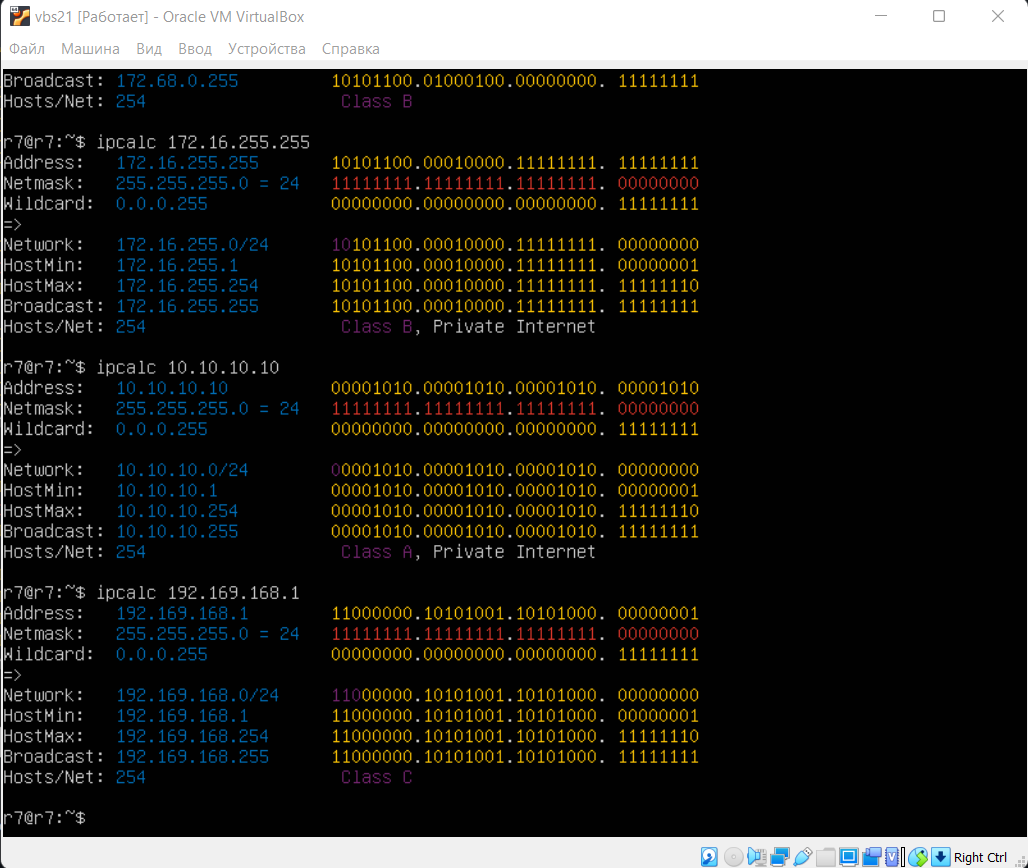 vbs21 [Работает] - Oracle VM VirtualBox
Файл Машина Вид Ввод Устройства Справка
Broadcast: 172.68.0.255 10101100.01000100.00000000. 11111111
Hosts/Net: 254 Class B
r7@r7:~$ ipcalc 172.16.255.255
Address: 172.16.255.255 10101100.00010000.11111111. 11111111
Netmask: 255.255.255.0 = 24 11111111.11111111.11111111. 00000000
Wildcard: 0.0.0.255 00000000.00000000.00000000. 11111111
=>
Network: 172.16.255.0/24 10101100.00010000.11111111. 00000000
HostMin: 172.16.255.1 10101100.00010000.11111111. 00000001
HostMax: 172.16.255.254 10101100.00010000.11111111. 11111110
Broadcast: 172.16.255.255 10101100.00010000.11111111. 11111111
Hosts/Net: 254 Class B, Private Internet
r7@r7:~$ ipcalc 10.10.10.10
Address: 10.10.10.10 00001010.00001010.00001010. 00001010
Netmask: 255.255.255.0 = 24 11111111.11111111.11111111. 00000000
Wildcard: 0.0.0.255 00000000.00000000.00000000. 11111111
=>
Network: 10.10.10.0/24 00001010.00001010.00001010. 00000000
HostMin: 10.10.10.1 00001010.00001010.00001010. 00000001
HostMax: 10.10.10.254 00001010.00001010.00001010. 11111110
Broadcast: 10.10.10.255 00001010.00001010.00001010. 11111111
Hosts/Net: 254 Class A, Private Internet
r7@r7:~$ ipcalc 192.169.168.1
Address: 192.169.168.1 11000000.10101001.10101000. 00000001
Netmask: 255.255.255.0 = 24 11111111.11111111.11111111. 00000000
Wildcard: 0.0.0.255 00000000.00000000.00000000. 11111111
=>
Network: 192.169.168.0/24 11000000.10101001.10101000. 00000000
HostMin: 192.169.168.1 11000000.10101001.10101000. 00000001
HostMax: 192.169.168.254 11000000.10101001.10101000. 11111110
Broadcast: 192.169.168.255 11000000.10101001.10101000. 11111111
Hosts/Net: 254 Class C
r7@r7:~$
Right Ctrl